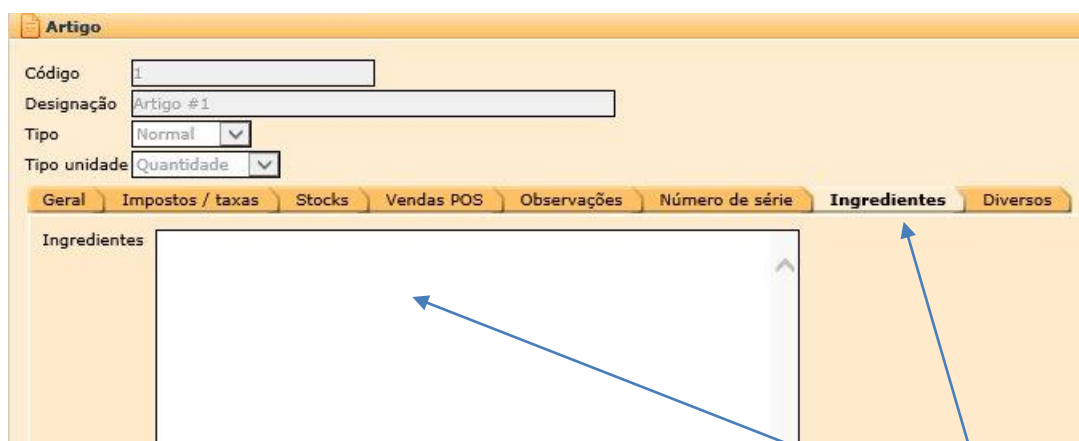 Artigo
Código 1
Designação Artigo #1
Tipo Normal
Tipo unidade Quantidade
Geral Impostos / taxas Stocks Vendas POS Observações Número de série Ingredientes Diversos
Ingredientes